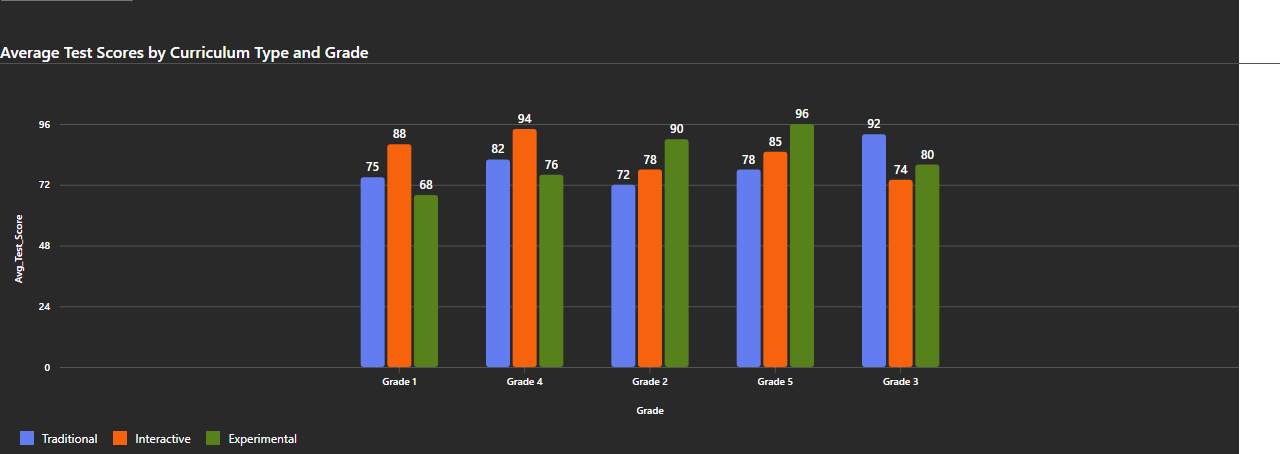 Average Test Scores by Curriculum Type and Grade
96
72
48
24
0
Avg_Test_Score
75 88 68
82 94 76
72 78 90
78 85 96
92 74 80
Grade 1 Grade 4 Grade 2 Grade 5 Grade 3
Grade
Traditional Interactive Experimental